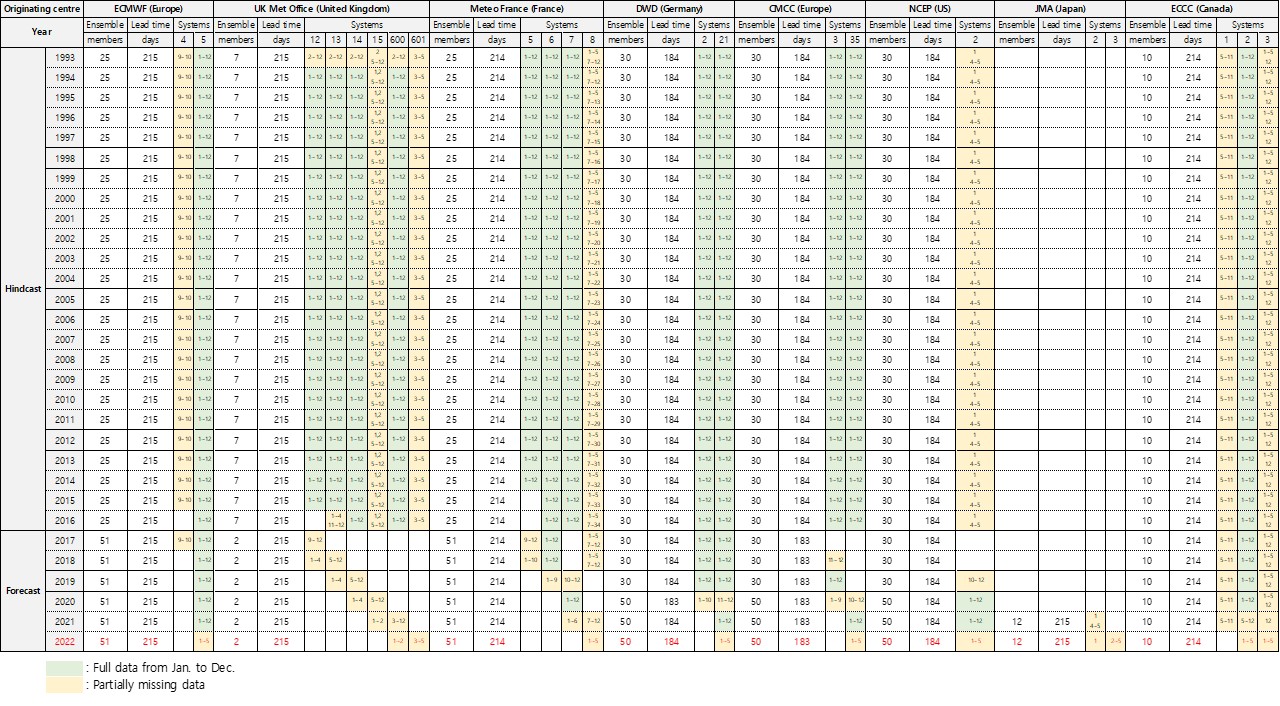 Originating centre ECMWF (Europe) UK Met Office (United Kingdom) Meteo France (France) DWD (Germany) CMCC (Europe) NCEP (US) JMA (Japan) ECCC (Canada)
Year Ensemble members Lead time days Systems 4 5 Ensemble members Lead time days Systems 12 13 14 15 600 601 Ensemble members Lead time days Systems 5 6 7 8 Ensemble members Lead time days Systems 2 21 Ensemble members Lead time days Systems 3 35 Ensemble members Lead time days Systems 2 Ensemble members Lead time days Systems 2 3 Ensemble members Lead time days Systems 1 2 3
Hindcast
1993 25 215 9~10 1~12 7 215 2~12 2~12 2~12 2 5~12 2~12 3~5 25 214 1~12 1~12 1~12 1~5 7~12 30 184 1~12 1~12 30 184 1~12 1~12 30 184 1 4~5 10 214 5~11 1~12 1~5 12
1994 25 215 9~10 1~12 7 215 1~12 1~12 1~12 1,2 5~12 1~12 3~5 25 214 1~12 1~12 1~12 1~5 7~12 30 184 1~12 1~12 30 184 1~12 1~12 30 184 1 4~5 10 214 5~11 1~12 1~5 12
1995 25 215 9~10 1~12 7 215 1~12 1~12 1~12 1,2 5~12 1~12 3~5 25 214 1~12 1~12 1~12 1~5 7~13 30 184 1~12 1~12 30 184 1~12 1~12 30 184 1 4~5 10 214 5~11 1~12 1~5 12
1996 25 215 9~10 1~12 7 215 1~12 1~12 1~12 1,2 5~12 1~12 3~5 25 214 1~12 1~12 1~12 1~5 7~14 30 184 1~12 1~12 30 184 1~12 1~12 30 184 1 4~5 10 214 5~11 1~12 1~5 12
1997 25 215 9~10 1~12 7 215 1~12 1~12 1~12 1,2 5~12 1~12 3~5 25 214 1~12 1~12 1~12 1~5 7~15 30 184 1~12 1~12 30 184 1~12 1~12 30 184 1 4~5 10 214 5~11 1~12 1~5 12
1998 25 215 9~10 1~12 7 215 1~12 1~12 1~12 1,2 5~12 1~12 3~5 25 214 1~12 1~12 1~12 1~5 7~16 30 184 1~12 1~12 30 184 1~12 1~12 30 184 1 4~5 10 214 5~11 1~12 1~5 12
1999 25 215 9~10 1~12 7 215 1~12 1~12 1~12 1,2 5~12 1~12 3~5 25 214 1~12 1~12 1~12 1~5 7~17 30 184 1~12 1~12 30 184 1~12 1~12 30 184 1 4~5 10 214 5~11 1~12 1~5 12
2000 25 215 9~10 1~12 7 215 1~12 1~12 1~12 1,2 5~12 1~12 3~5 25 214 1~12 1~12 1~12 1~5 7~18 30 184 1~12 1~12 30 184 1~12 1~12 30 184 1 4~5 10 214 5~11 1~12 1~5 12
2001 25 215 9~10 1~12 7 215 1~12 1~12 1~12 1,2 5~12 1~12 3~5 25 214 1~12 1~12 1~12 1~5 7~19 30 184 1~12 1~12 30 184 1~12 1~12 30 184 1 4~5 10 214 5~11 1~12 1~5 12
2002 25 215 9~10 1~12 7 215 1~12 1~12 1~12 1,2 5~12 1~12 3~5 25 214 1~12 1~12 1~12 1~5 7~20 30 184 1~12 1~12 30 184 1~12 1~12 30 184 1 4~5 10 214 5~11 1~12 1~5 12
2003 25 215 9~10 1~12 7 215 1~12 1~12 1~12 1,2 5~12 1~12 3~5 25 214 1~12 1~12 1~12 1~5 7~21 30 184 1~12 1~12 30 184 1~12 1~12 30 184 1 4~5 10 214 5~11 1~12 1~5 12
2004 25 215 9~10 1~12 7 215 1~12 1~12 1~12 1,2 5~12 1~12 3~5 25 214 1~12 1~12 1~12 1~5 7~22 30 184 1~12 1~12 30 184 1~12 1~12 30 184 1 4~5 10 214 5~11 1~12 1~5 12
2005 25 215 9~10 1~12 7 215 1~12 1~12 1~12 1,2 5~12 1~12 3~5 25 214 1~12 1~12 1~12 1~5 7~23 30 184 1~12 1~12 30 184 1~12 1~12 30 184 1 4~5 10 214 5~11 1~12 1~5 12
2006 25 215 9~10 1~12 7 215 1~12 1~12 1~12 1,2 5~12 1~12 3~5 25 214 1~12 1~12 1~12 1~5 7~24 30 184 1~12 1~12 30 184 1~12 1~12 30 184 1 4~5 10 214 5~11 1~12 1~5 12
2007 25 215 9~10 1~12 7 215 1~12 1~12 1~12 1,2 5~12 1~12 3~5 25 214 1~12 1~12 1~12 1~5 7~25 30 184 1~12 1~12 30 184 1~12 1~12 30 184 1 4~5 10 214 5~11 1~12 1~5 12
2008 25 215 9~10 1~12 7 215 1~12 1~12 1~12 1,2 5~12 1~12 3~5 25 214 1~12 1~12 1~12 1~5 7~26 30 184 1~12 1~12 30 184 1~12 1~12 30 184 1 4~5 10 214 5~11 1~12 1~5 12
2009 25 215 9~10 1~12 7 215 1~12 1~12 1~12 1,2 5~12 1~12 3~5 25 214 1~12 1~12 1~12 1~5 7~27 30 184 1~12 1~12 30 184 1~12 1~12 30 184 1 4~5 10 214 5~11 1~12 1~5 12
2010 25 215 9~10 1~12 7 215 1~12 1~12 1~12 1,2 5~12 1~12 3~5 25 214 1~12 1~12 1~12 1~5 7~28 30 184 1~12 1~12 30 184 1~12 1~12 30 184 1 4~5 10 214 5~11 1~12 1~5 12
2011 25 215 9~10 1~12 7 215 1~12 1~12 1~12 1,2 5~12 1~12 3~5 25 214 1~12 1~12 1~12 1~5 7~29 30 184 1~12 1~12 30 184 1~12 1~12 30 184 1 4~5 10 214 5~11 1~12 1~5 12
2012 25 215 9~10 1~12 7 215 1~12 1~12 1~12 1,2 5~12 1~12 3~5 25 214 1~12 1~12 1~12 1~5 7~30 30 184 1~12 1~12 30 184 1~12 1~12 30 184 1 4~5 10 214 5~11 1~12 1~5 12
2013 25 215 9~10 1~12 7 215 1~12 1~12 1~12 1,2 5~12 1~12 3~5 25 214 1~12 1~12 1~12 1~5 7~31 30 184 1~12 1~12 30 184 1~12 1~12 30 184 1 4~5 10 214 5~11 1~12 1~5 12
2014 25 215 9~10 1~12 7 215 1~12 1~12 1~12 1,2 5~12 1~12 3~5 25 214 1~12 1~12 1~12 1~5 7~32 30 184 1~12 1~12 30 184 1~12 1~12 30 184 1 4~5 10 214 5~11 1~12 1~5 12
2015 25 215 9~10 1~12 7 215 1~12 1~12 1~12 1,2 5~12 1~12 3~5 25 214 1~12 1~12 1~5 7~33 30 184 1~12 1~12 30 184 1~12 1~12 30 184 1 4~5 10 214 5~11 1~12 1~5 12
2016 25 215 1~12 7 215 1~4 11~12 1~12 1,2 5~12 1~12 3~5 25 214 1~12 1~12 1~5 7~34 30 184 1~12 1~12 30 184 1~12 1~12 30 184 1 4~5 10 214 5~11 1~12 1~5 12
Forecast
2017 51 215 9~10 1~12 2 215 9~12 51 214 9~12 1~12 1~5 7~12 30 184 1~12 1~12 30 183 30 184 10 214 5~11 1~12 1~5 12
2018 51 215 1~12 2 215 1~4 5~12 51 214 1~10 1~12 1~5 7~12 30 184 1~12 1~12 30 183 11~12 30 184 10 214 5~11 1~12 1~5 12
2019 51 215 1~12 2 215 1~4 5~12 51 214 1~9 10~12 30 184 1~12 1~12 30 183 1~12 30 184 10~12 10 214 5~11 1~12 1~5 12
2020 51 215 1~12 2 215 1~4 5~12 51 214 1~12 50 183 1~10 11~12 50 183 1~9 10~12 50 184 1~12 10 214 5~11 1~12 1~5 12
2021 51 215 1~12 2 215 1~2 3~12 51 214 1~6 7~12 50 184 1~12 50 183 1~12 50 184 1~12 12 215 1 4~5 10 214 5~11 5~12 12
2022 51 215 1~5 2 215 1~2 3~5 51 214 1~5 50 184 1~5 50 183 1~5 50 184 1~5 12 215 1 2~5 10 214 1~5 1~5
: Full data from Jan. to Dec.
: Partially missing data